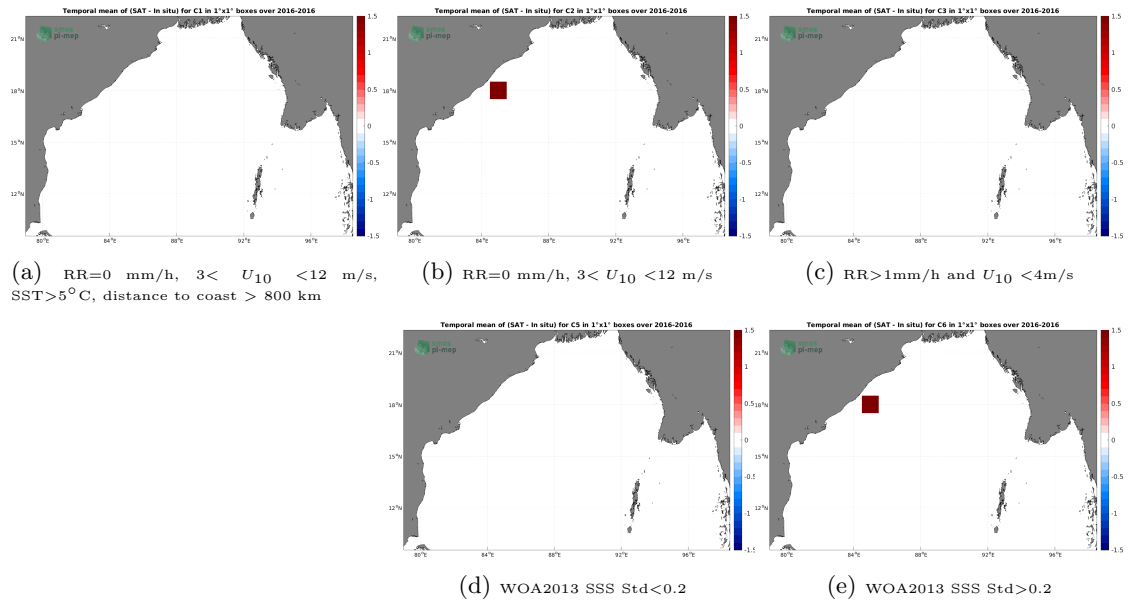 Temporal mean of (SAT - In situ) for C1 in 1°x1° boxes over 2016-2016
smos
pi-mep
21°N
18°N
15°N
12°N
80°E 84°E 88°E 92°E 96°E
1.5
1
0.5
0
-0.5
-1
-1.5
(a) RR=0 mm/h, 3< U10 <12 m/s,
SST>5°C, distance to coast > 800 km
Temporal mean of (SAT - In situ) for C2 in 1°x1° boxes over 2016-2016
smos
pi-mep
21°N
18°N
15°N
12°N
80°E 84°E 88°E 92°E 96°E
1.5
1
0.5
0
-0.5
-1
-1.5
(b) RR=0 mm/h, 3< U10 <12 m/s
Temporal mean of (SAT - In situ) for C3 in 1°x1° boxes over 2016-2016
smos
pi-mep
21°N
18°N
15°N
12°N
80°E 84°E 88°E 92°E 96°E
1.5
1
0.5
0
-0.5
-1
-1.5
(c) RR>1mm/h and U10 <4m/s
Temporal mean of (SAT - In situ) for C5 in 1°x1° boxes over 2016-2016
smos
pi-mep
21°N
18°N
15°N
12°N
80°E 84°E 88°E 92°E 96°E
1.5
1
0.5
0
-0.5
-1
-1.5
(d) WOA2013 SSS Std<0.2
Temporal mean of (SAT - In situ) for C6 in 1°x1° boxes over 2016-2016
smos
pi-mep
21°N
18°N
15°N
12°N
80°E 84°E 88°E 92°E 96°E
1.5
1
0.5
0
-0.5
-1
-1.5
(e) WOA2013 SSS Std>0.2